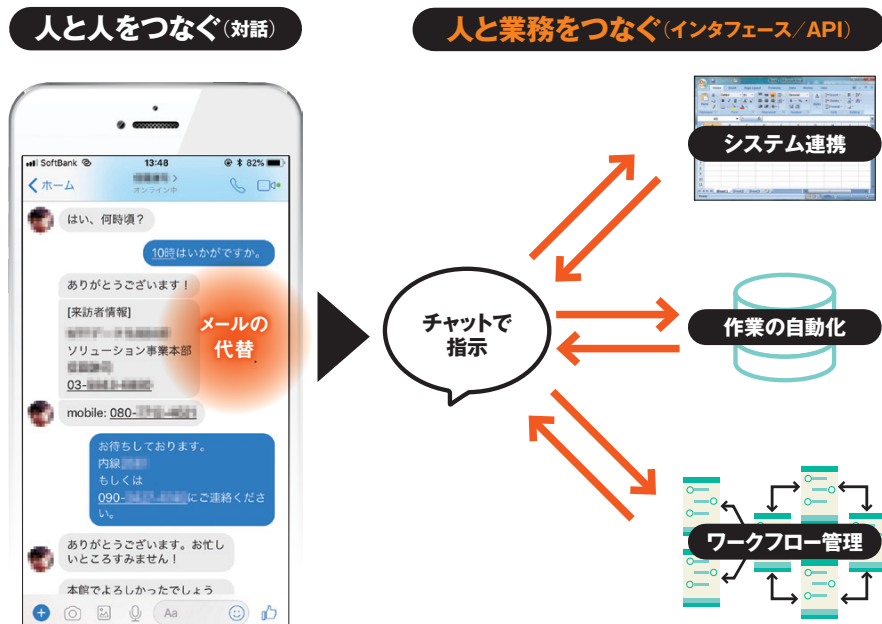 人と人をつなぐ（対話）
人と業務をつなぐ（インタフェース／API）
SoftBank
13:48
82%
ホーム
オンライン中
はい、何時頃？
10時はいかがですか。
ありがとうございます！
[来訪者情報]
ソリューション事業本部
03-
mobile: 080-
お待ちしております。
内線
もしくは
090-
にご連絡くださ
い。
ありがとうございます。お忙し
いところすみません！
本館でよろしかったでしょう
Aa
メールの
代替
チャットで
指示
システム連携
作業の自動化
ワークフロー管理